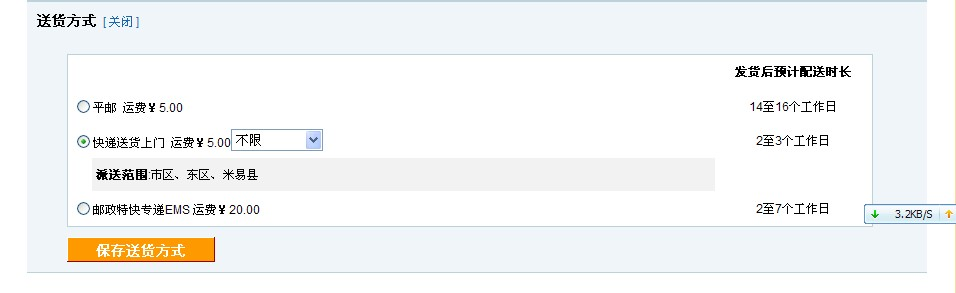 送货方式 [关闭]
发货后预计配送时长
平邮 运费¥ 5.00 14至16个工作日
快递送货上门 运费¥ 5.00 不限 2至3个工作日
派送范围:市区、东区、米易县
邮政特快专递EMS 运费¥ 20.00 2至7个工作日
3.2KB/S
保存送货方式